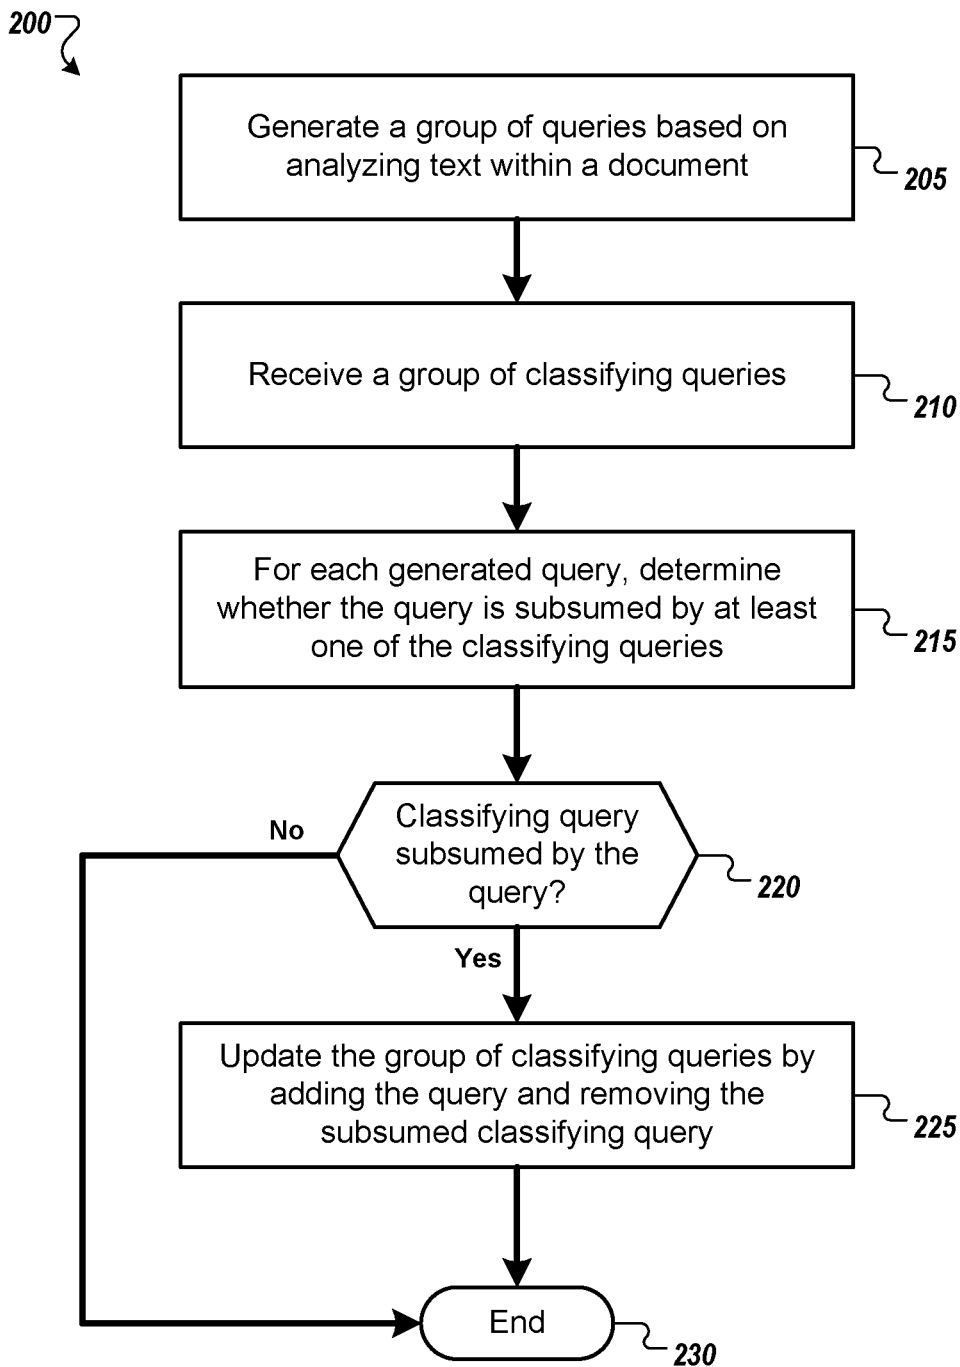 200
Generate a group of queries based on
analyzing text within a document
205
Receive a group of classifying queries
210
For each generated query, determine
whether the query is subsumed by at least
one of the classifying queries
215
Classifying query
subsumed by the
query?
220
No
Yes
Update the group of classifying queries by
adding the query and removing the
subsumed classifying query
225
End
230